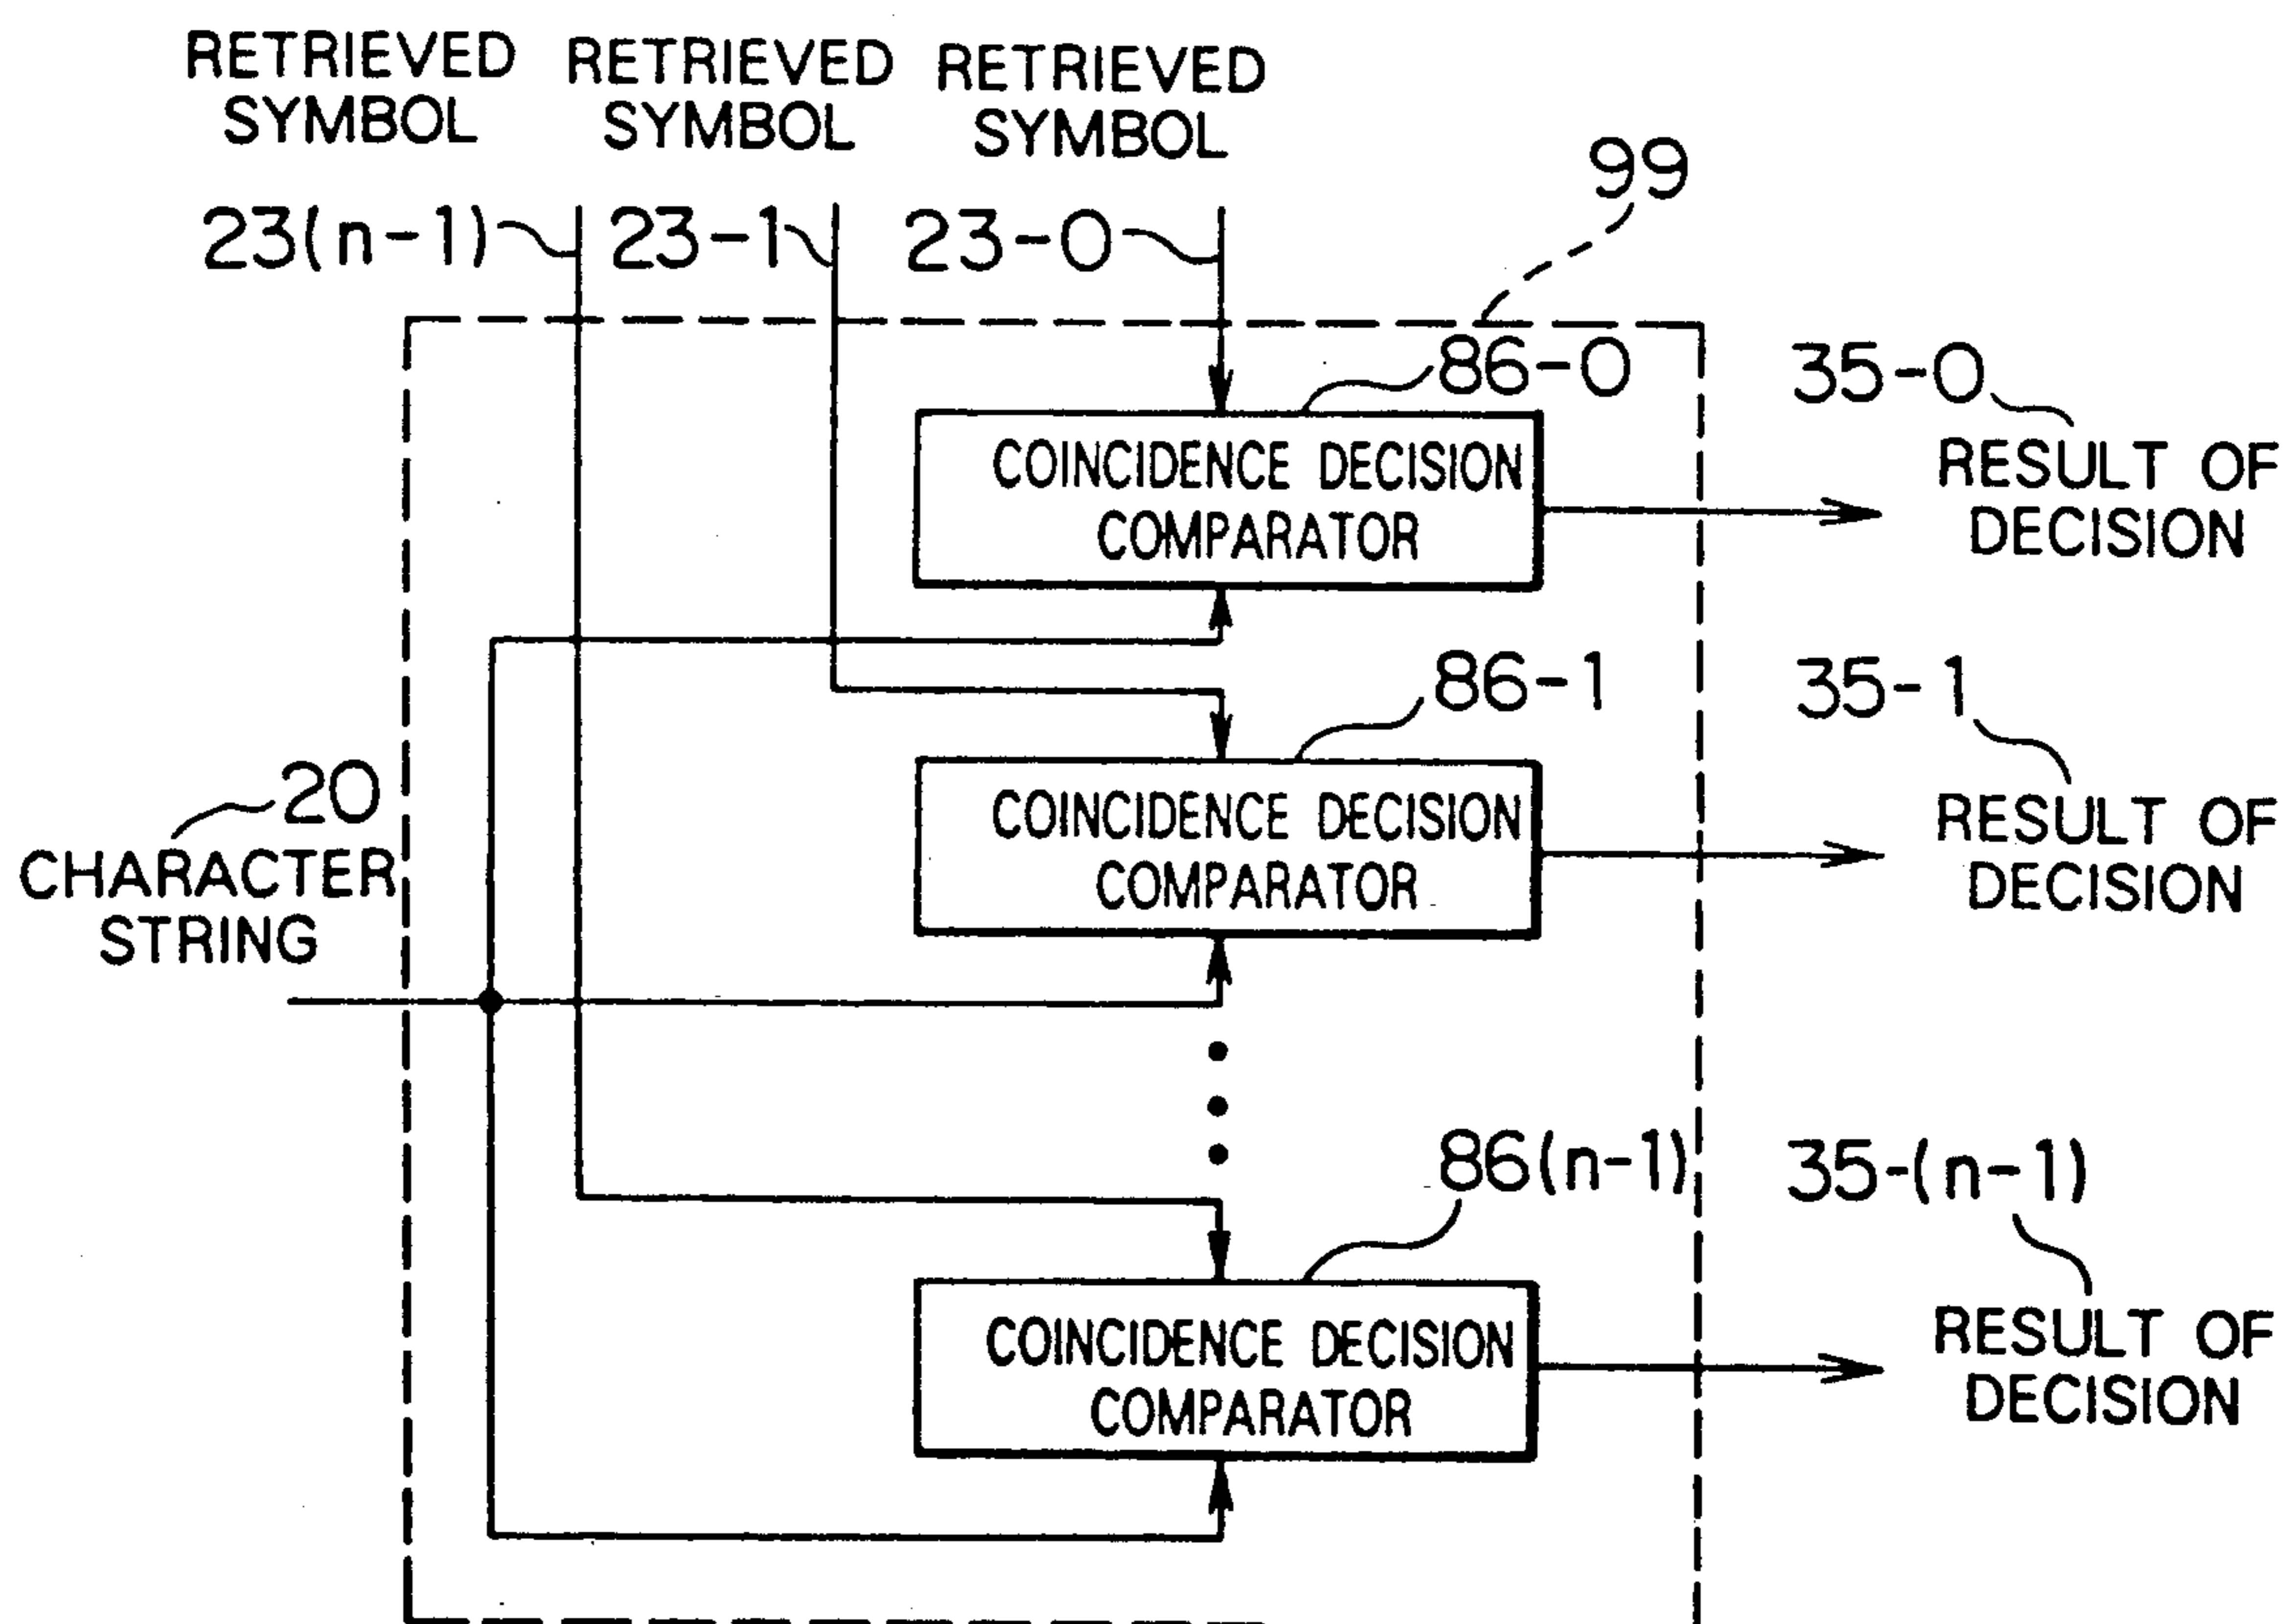 RETRIEVED SYMBOL
RETRIEVED SYMBOL
RETRIEVED SYMBOL
23(n-1)
23-1
23-0
99
86-0
35-0
COINCIDENCE DECISION
COMPARATOR
RESULT OF
DECISION
86-1
35-1
20
CHARACTER
STRING
COINCIDENCE DECISION
COMPARATOR
RESULT OF
DECISION
86(n-1)
35-(n-1)
COINCIDENCE DECISION
COMPARATOR
RESULT OF
DECISION